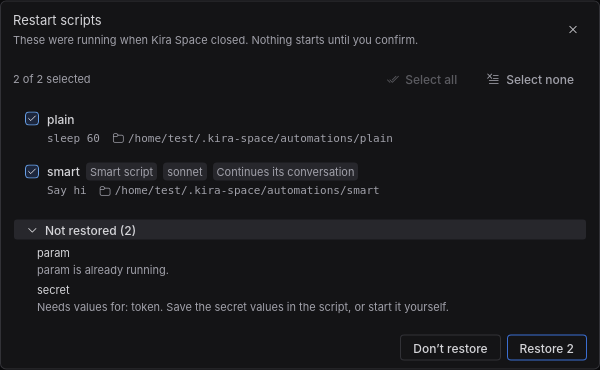 Restart scripts
These were running when Kira Space closed. Nothing starts until you confirm.
2 of 2 selected
Select all
Select none
plain
sleep 60 /home/test/.kira-space/automations/plain
smart Smart script sonnet Continues its conversation
Say hi /home/test/.kira-space/automations/smart
Not restored (2)
param
param is already running.
secret
Needs values for: token. Save the secret values in the script, or start it yourself.
Don’t restore
Restore 2